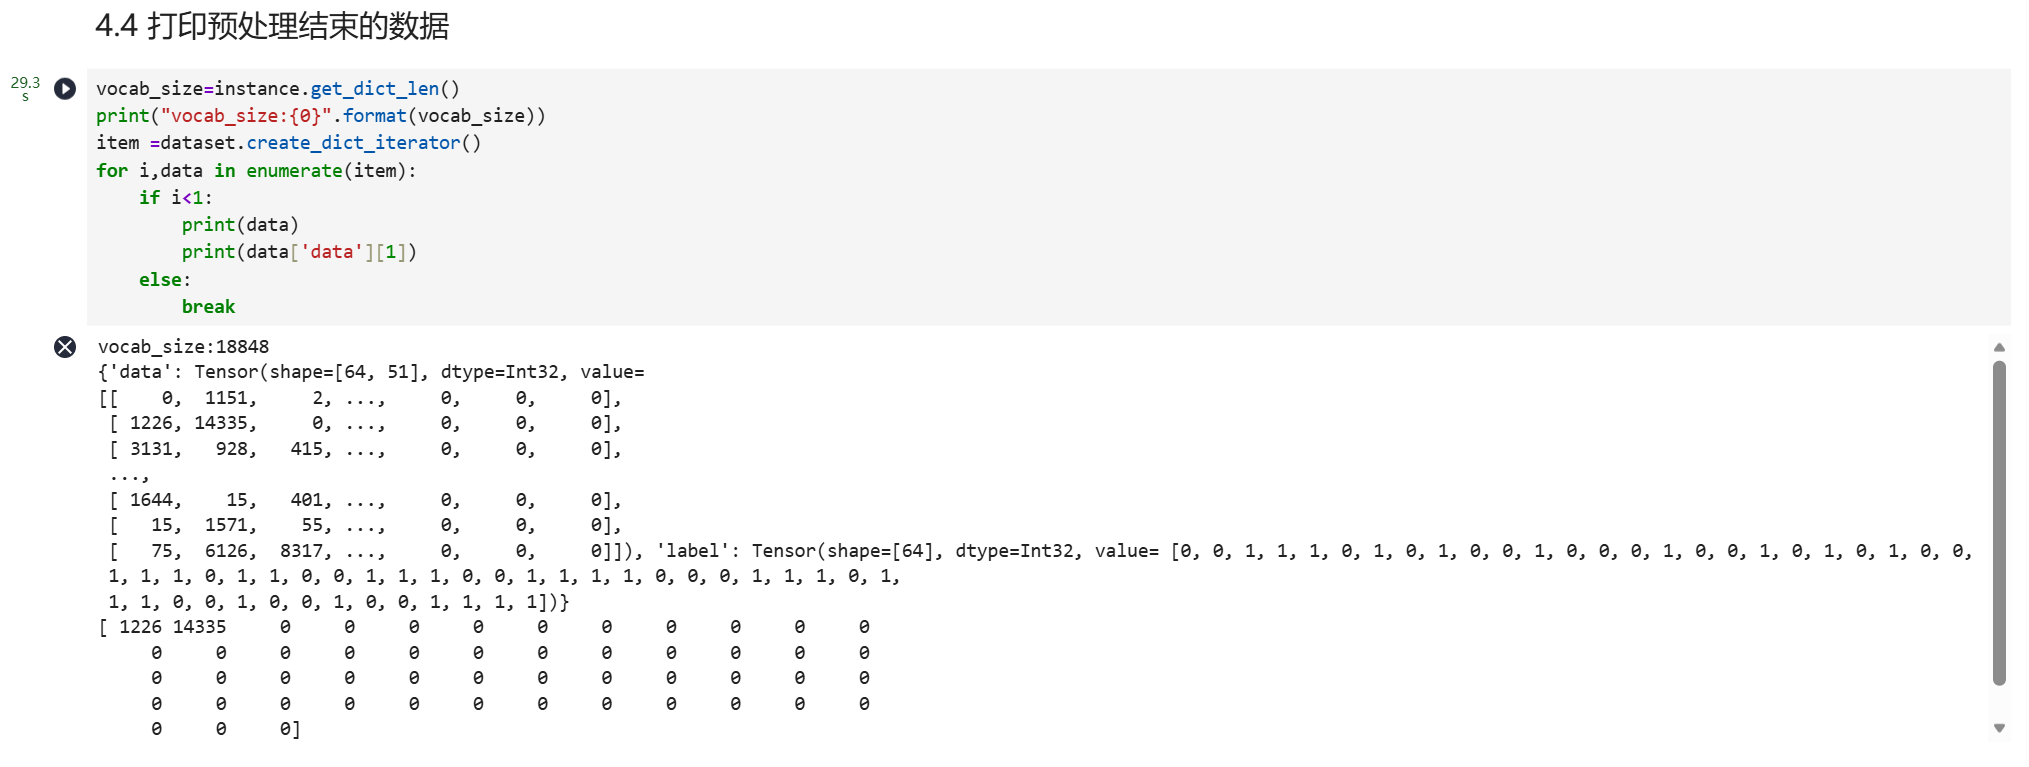 4.4 打印预处理结束的数据
29.3
s
vocab_size=instance.get_dict_len()
print("vocab_size:{0}".format(vocab_size))
item =dataset.create_dict_iterator()
for i,data in enumerate(item):
    if i<1:
        print(data)
        print(data['data'][1])
    else:
        break
vocab_size:18848
{'data': Tensor(shape=[64, 51], dtype=Int32, value=
[[    0,  1151,     2, ...,     0,     0,     0],
 [ 1226, 14335,     0, ...,     0,     0,     0],
 [ 3131,   928,   415, ...,     0,     0,     0],
 ...,
 [ 1644,    15,   401, ...,     0,     0,     0],
 [   15,  1571,    55, ...,     0,     0,     0],
 [   75,  6126,  8317, ...,     0,     0,     0]]), 'label': Tensor(shape=[64], dtype=Int32, value= [0, 0, 1, 1, 1, 0, 1, 0, 1, 0, 0, 1, 0, 0, 0, 1, 0, 0, 1, 0, 1, 0, 1, 0, 0,
 1, 1, 1, 0, 1, 1, 0, 0, 1, 1, 1, 0, 0, 1, 1, 1, 1, 0, 0, 0, 1, 1, 1, 0, 1,
 1, 1, 0, 0, 1, 0, 0, 1, 0, 0, 1, 1, 1, 1])}
[ 1226 14335     0     0     0     0     0     0     0     0     0     0
     0     0     0     0     0     0     0     0     0     0     0     0
     0     0     0     0     0     0     0     0     0     0     0     0
     0     0     0     0     0     0     0     0     0     0     0     0
     0     0     0]